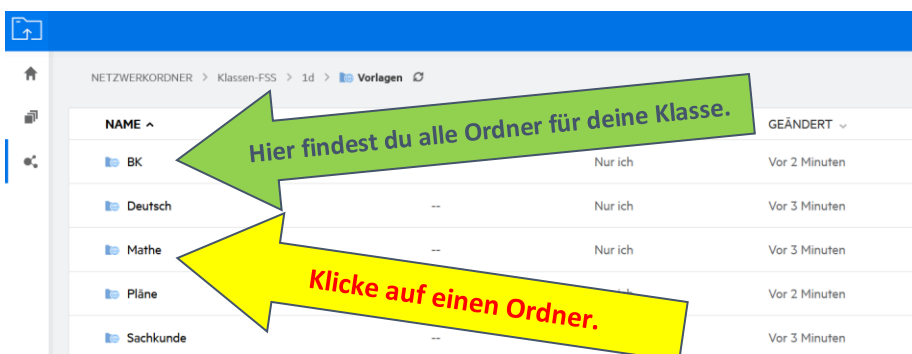 NETZWERKORDNER > Klassen-FSS > 1d > Vorlagen
NAME GEÄNDERT
Hier findest du alle Ordner für deine Klasse.
BK Nur ich Vor 2 Minuten
Deutsch -- Nur ich Vor 3 Minuten
Mathe -- Nur ich Vor 3 Minuten
Klicke auf einen Ordner.
Pläne Vor 2 Minuten
Sachkunde -- Vor 3 Minuten